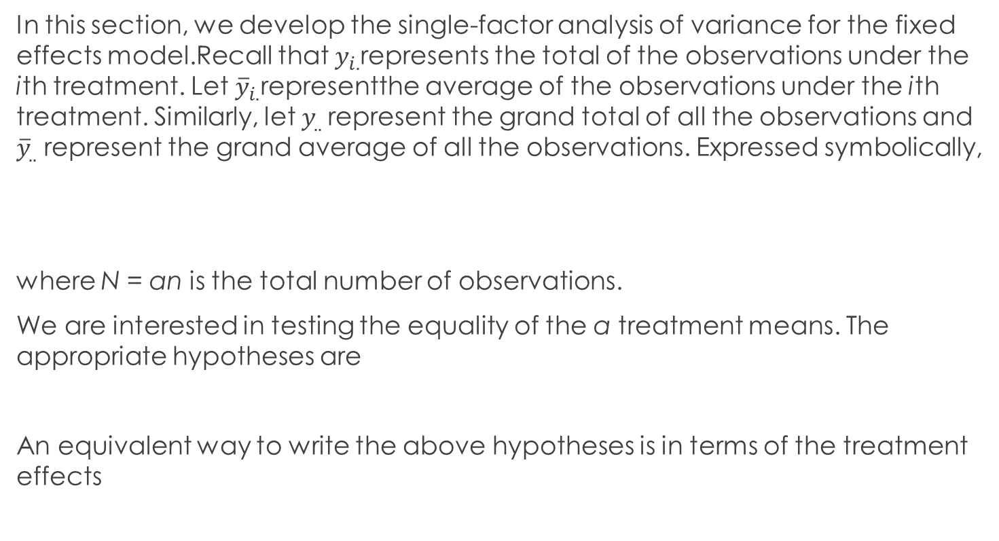 In this section, we develop the single-factor analysis of variance for the fixed
effects model.Recall that y_i. represents the total of the observations under the
ith treatment. Let ȳ_i. representthe average of the observations under the ith
treatment. Similarly, let y_.. represent the grand total of all the observations and
ȳ_.. represent the grand average of all the observations. Expressed symbolically,
where N = an is the total number of observations.
We are interested in testing the equality of the a treatment means. The
appropriate hypotheses are
An equivalent way to write the above hypotheses is in terms of the treatment
effects